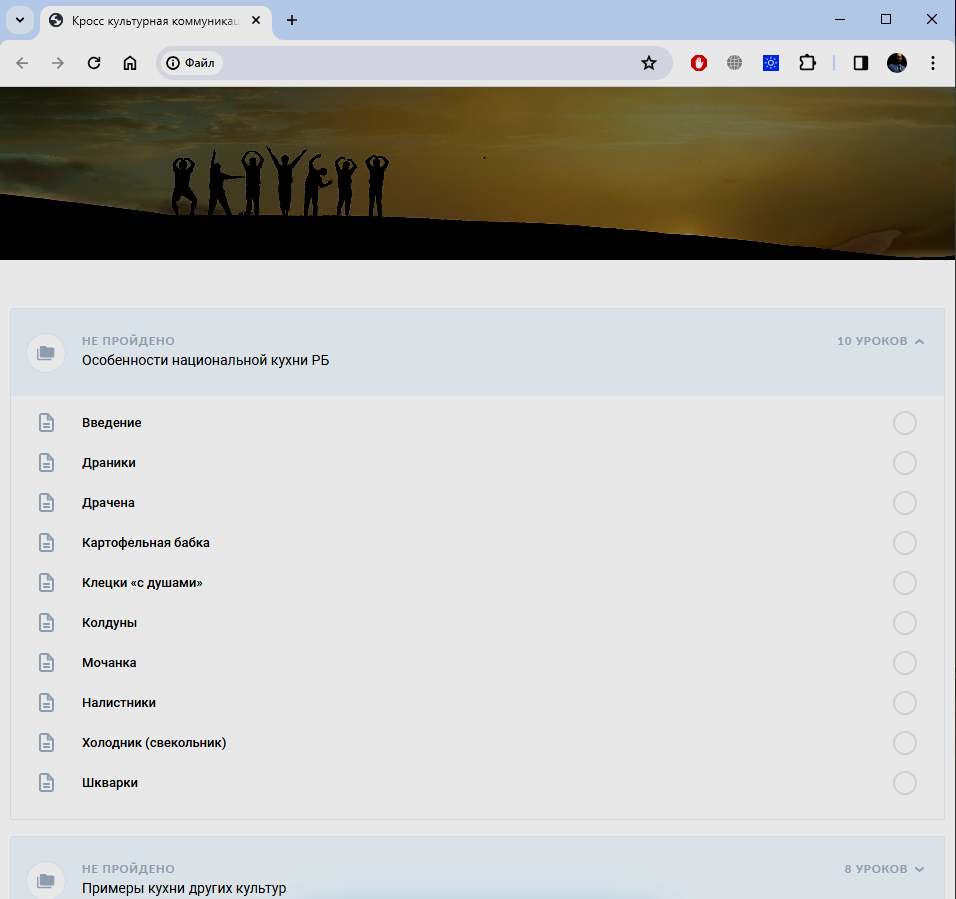 Кросс культурная коммуникац
Файл
НЕ ПРОЙДЕНО
10 УРОКОВ
Особенности национальной кухни РБ
Введение
Драники
Драчена
Картофельная бабка
Клецки «с душами»
Колдуны
Мочанка
Налистники
Холодник (свекольник)
Шкварки
НЕ ПРОЙДЕНО
8 УРОКОВ
Примеры кухни других культур